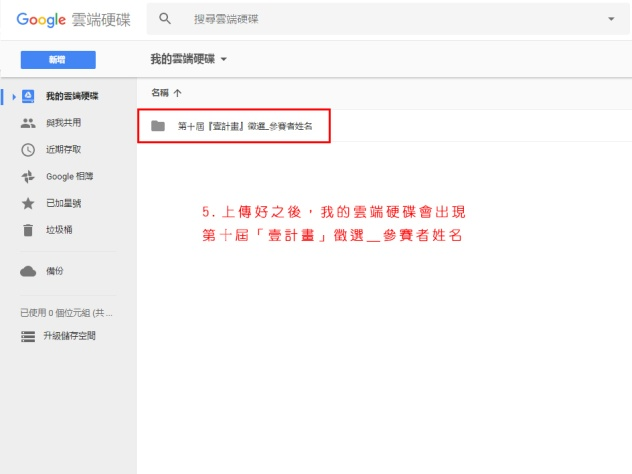 Google 雲端硬碟
搜尋雲端硬碟
新增
我的雲端硬碟
名稱
我的雲端硬碟
與我共用
近期存取
Google 相簿
已加星號
垃圾桶
備份
已使用 0 個位元組 (共...
升級儲存空間
第十屆『壹計畫』徵選_參賽者姓名
5. 上傳好之後，我的雲端硬碟會出現
第十屆「壹計畫」徵選__參賽者姓名